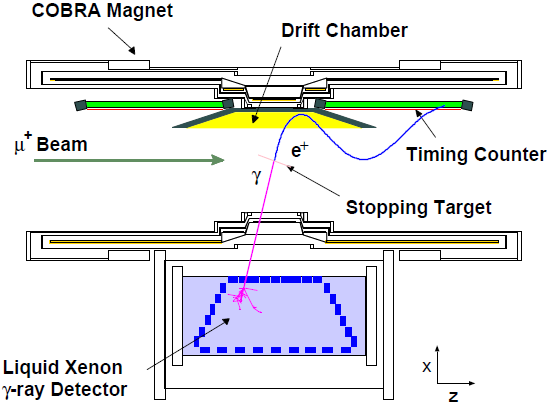 COBRA Magnet
Drift Chamber
μ+ Beam
e+
Timing Counter
γ
Stopping Target
Liquid Xenon
γ-ray Detector
x
z